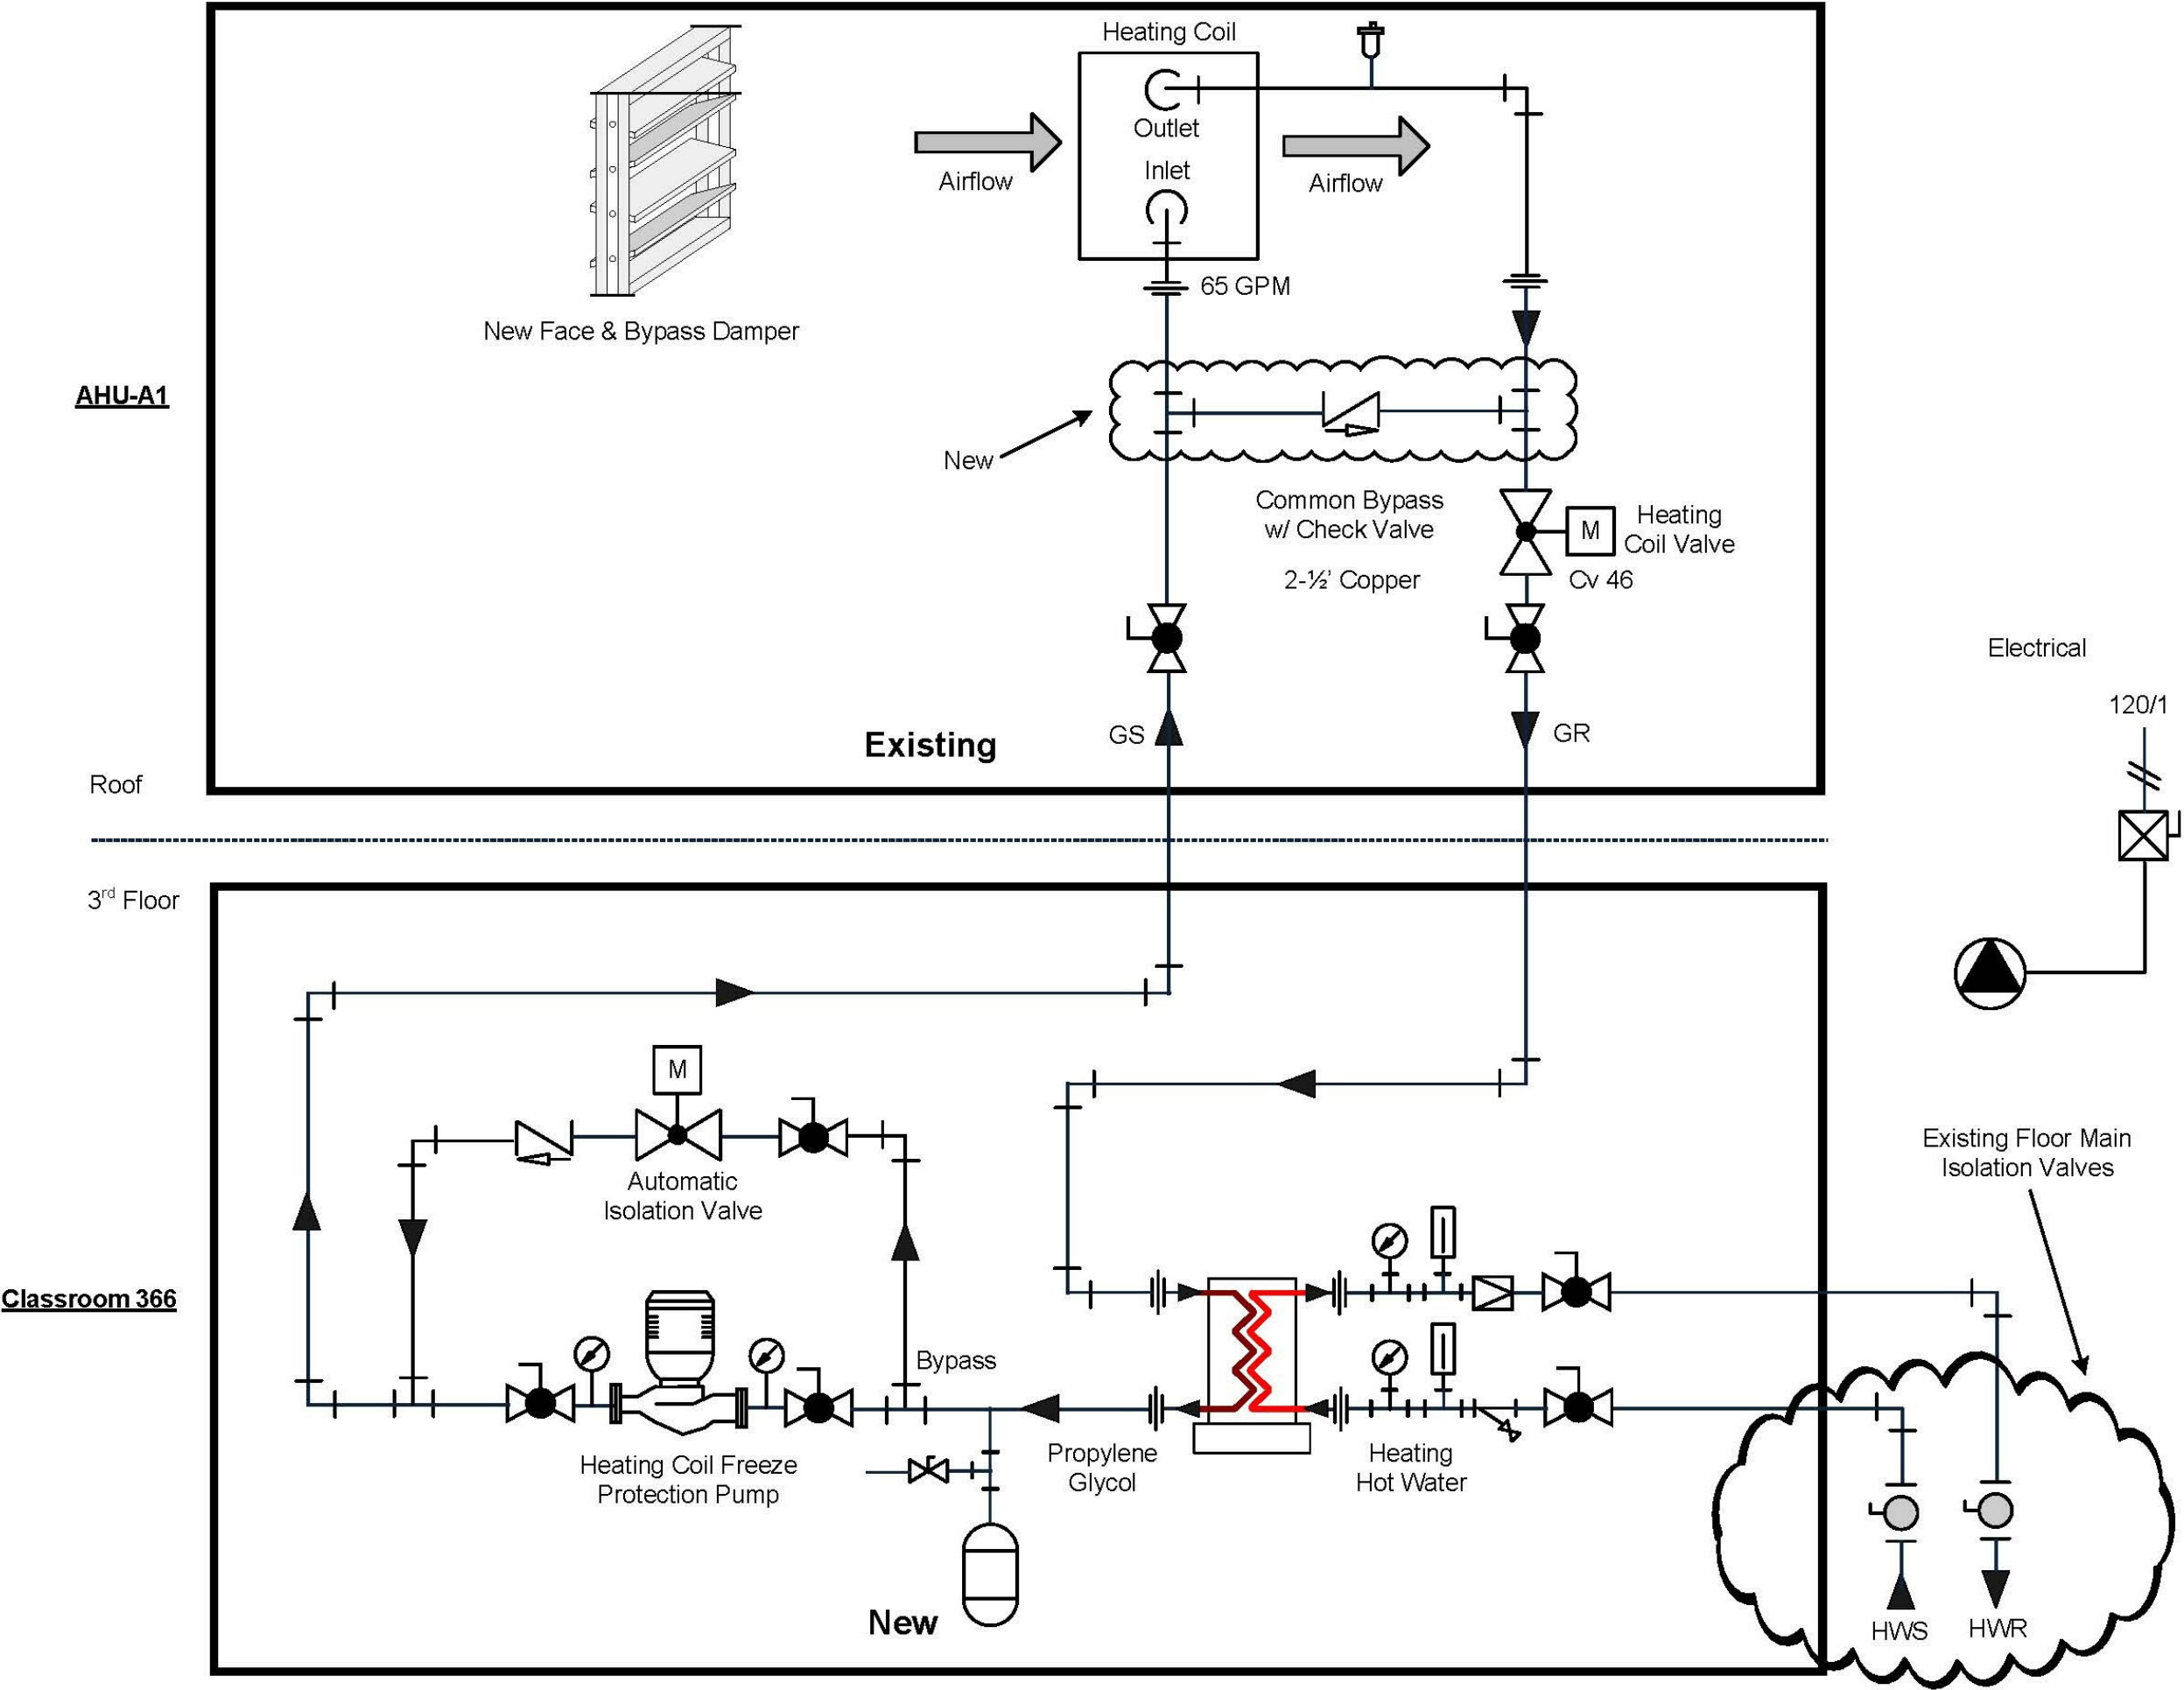 Heating Coil
Outlet
Inlet
Airflow
Airflow
65 GPM
New Face & Bypass Damper
AHU-A1
New
Common Bypass
w/ Check Valve
2-½' Copper
M
Heating
Coil Valve
Cv 46
Electrical
120/1
Existing
GS
GR
Roof
3rd Floor
M
Automatic
Isolation Valve
Existing Floor Main
Isolation Valves
Classroom 366
Bypass
Heating Coil Freeze
Protection Pump
Propylene
Glycol
Heating
Hot Water
New
HWS
HWR